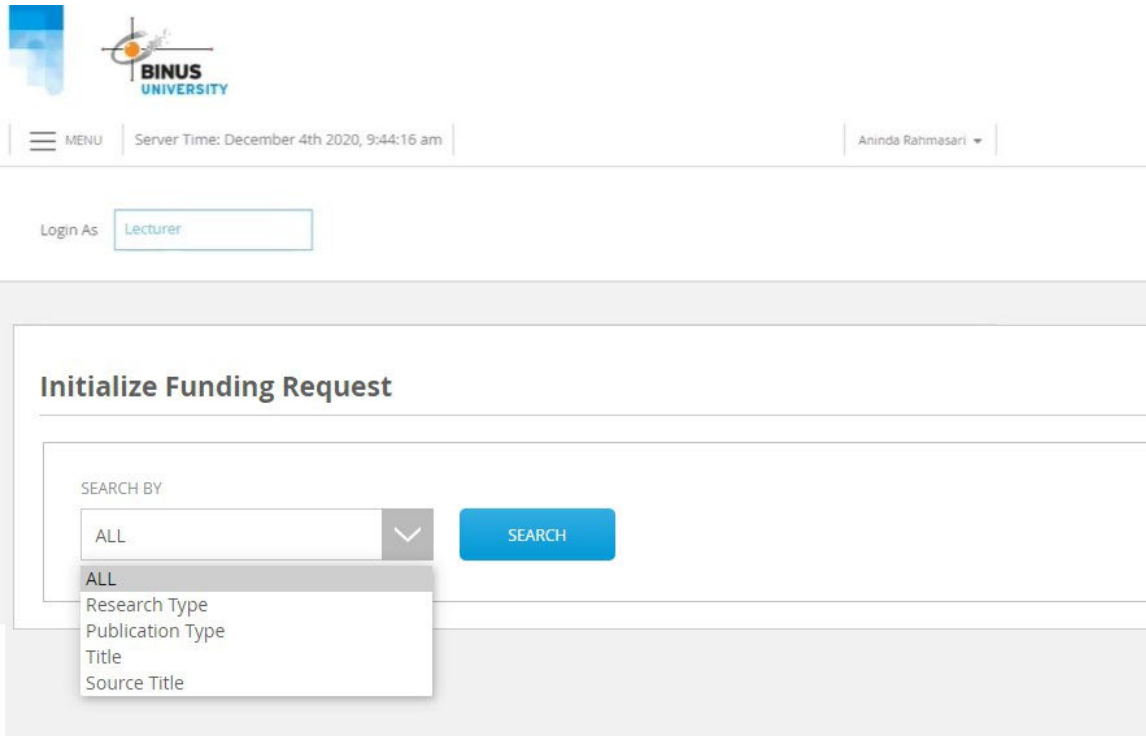 BINUS
UNIVERSITY
MENU Server Time: December 4th 2020, 9:44:16 am Aninda Rahmasari
Login As Lecturer
Initialize Funding Request
SEARCH BY
ALL SEARCH
ALL
Research Type
Publication Type
Title
Source Title